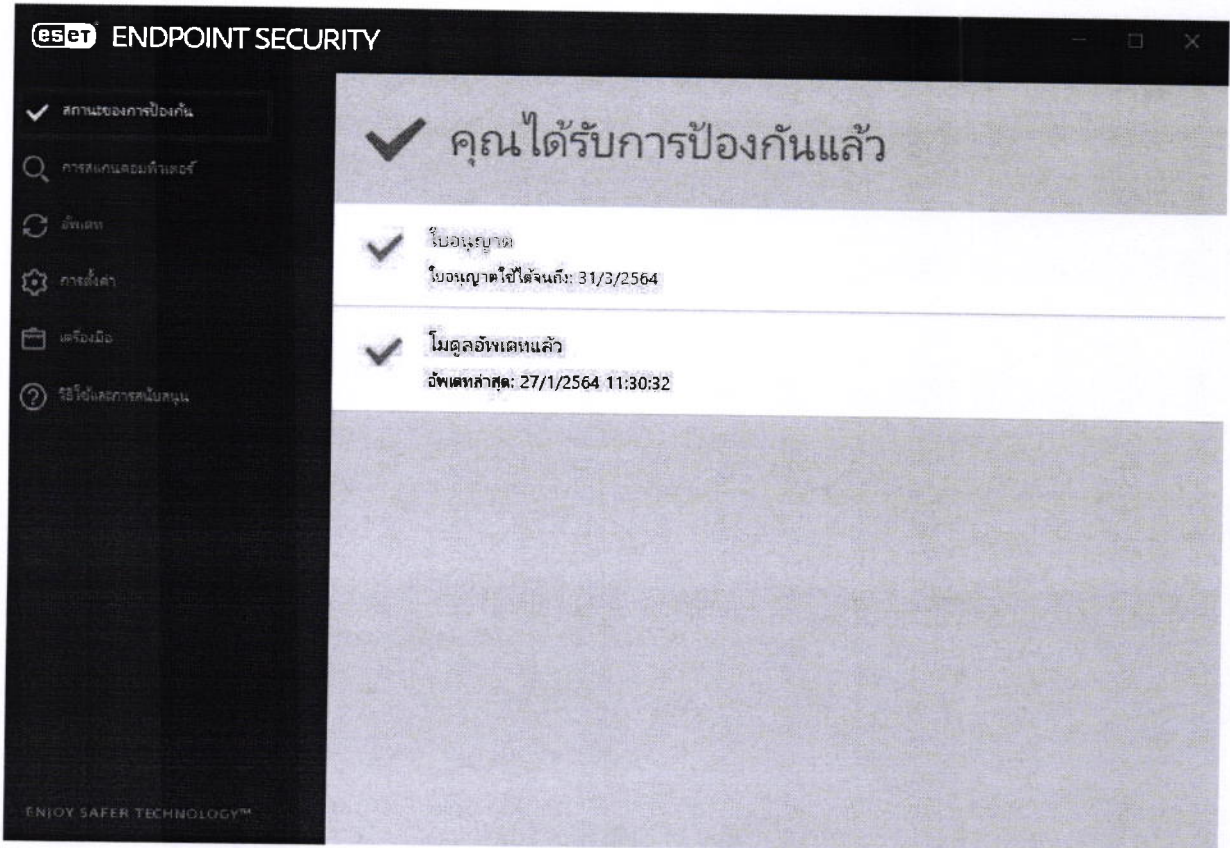 eset ENDPOINT SECURITY
สถานะของการป้องกัน
การสแกนคอมพิวเตอร์
อัพเดท
การตั้งค่า
เครื่องมือ
วิธีใช้และการสนับสนุน
ENJOY SAFER TECHNOLOGY™
คุณได้รับการป้องกันแล้ว
ใบอนุญาต
ใบอนุญาตใช้ได้จนถึง: 31/3/2564
โมดูลอัพเดทแล้ว
อัพเดทล่าสุด: 27/1/2564 11:30:32